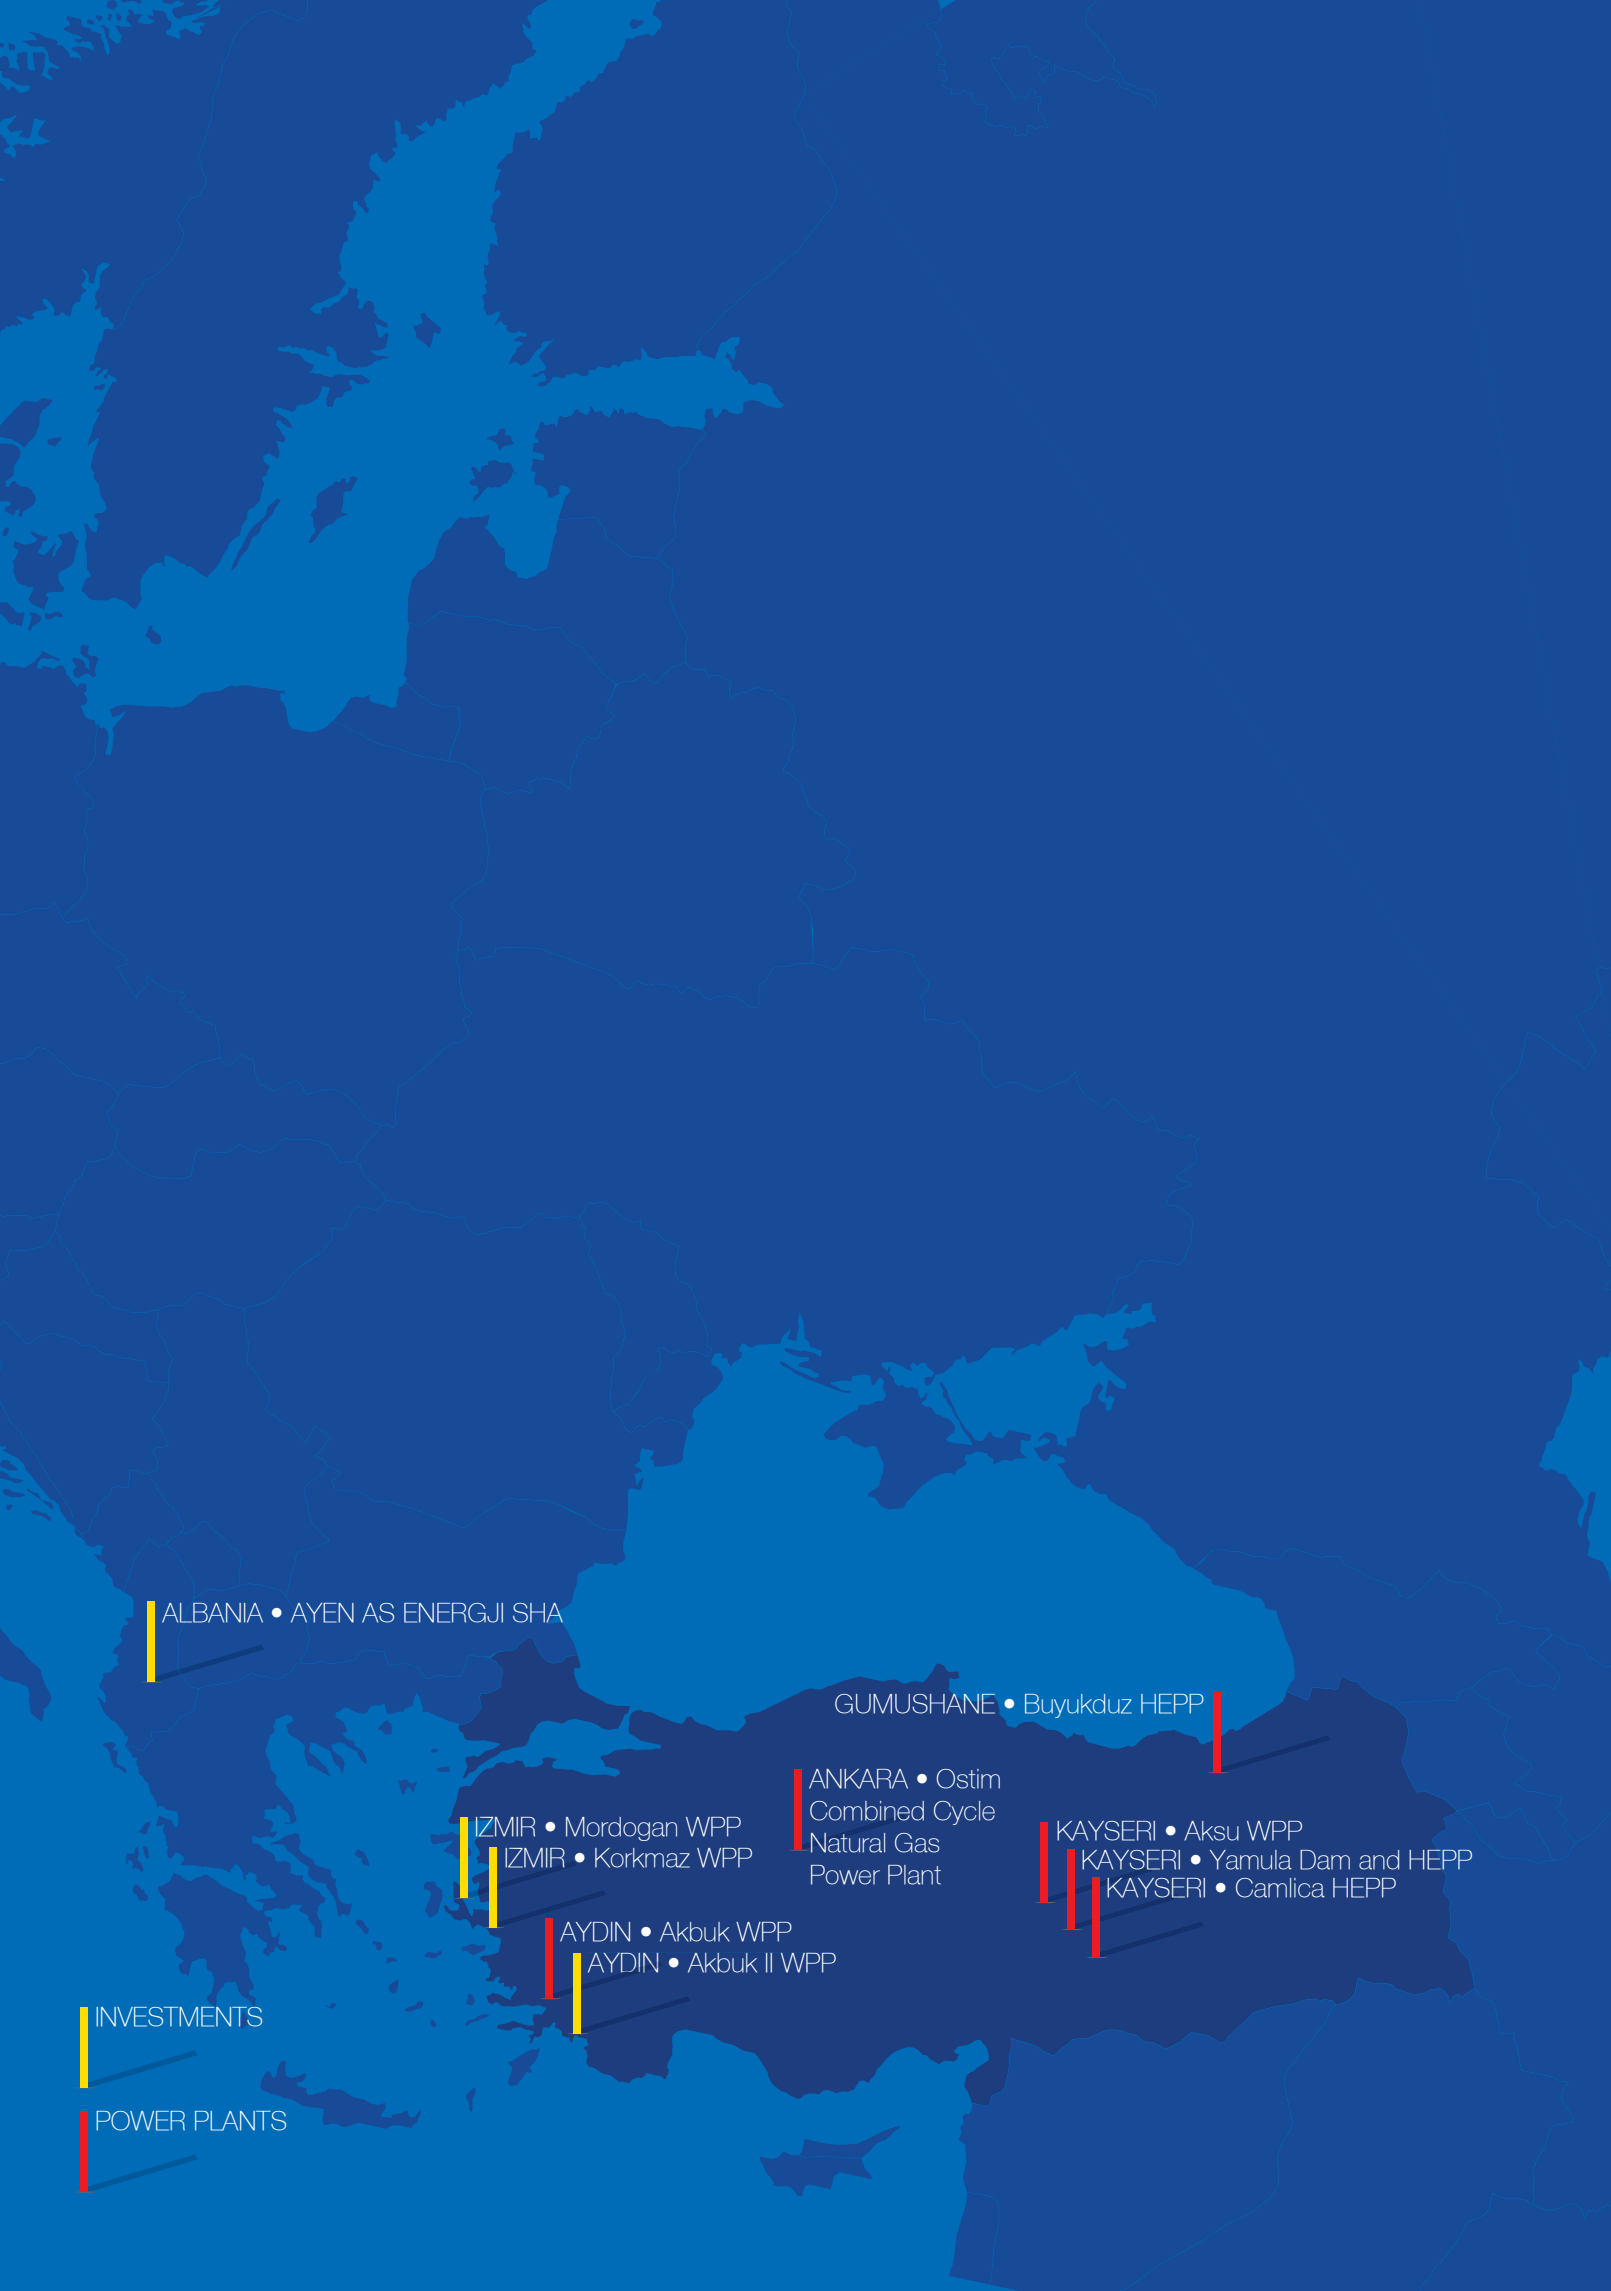 ALBANIA • AYEN AS ENERGJI SHA
GUMUSHANE • Buyukduz HEPP
ANKARA • Ostim
Combined Cycle
Natural Gas
Power Plant
IZMIR • Mordogan WPP
IZMIR • Korkmaz WPP
KAYSERI • Aksu WPP
KAYSERI • Yamula Dam and HEPP
KAYSERI • Camlica HEPP
AYDIN • Akbuk WPP
AYDIN • Akbuk II WPP
INVESTMENTS
POWER PLANTS